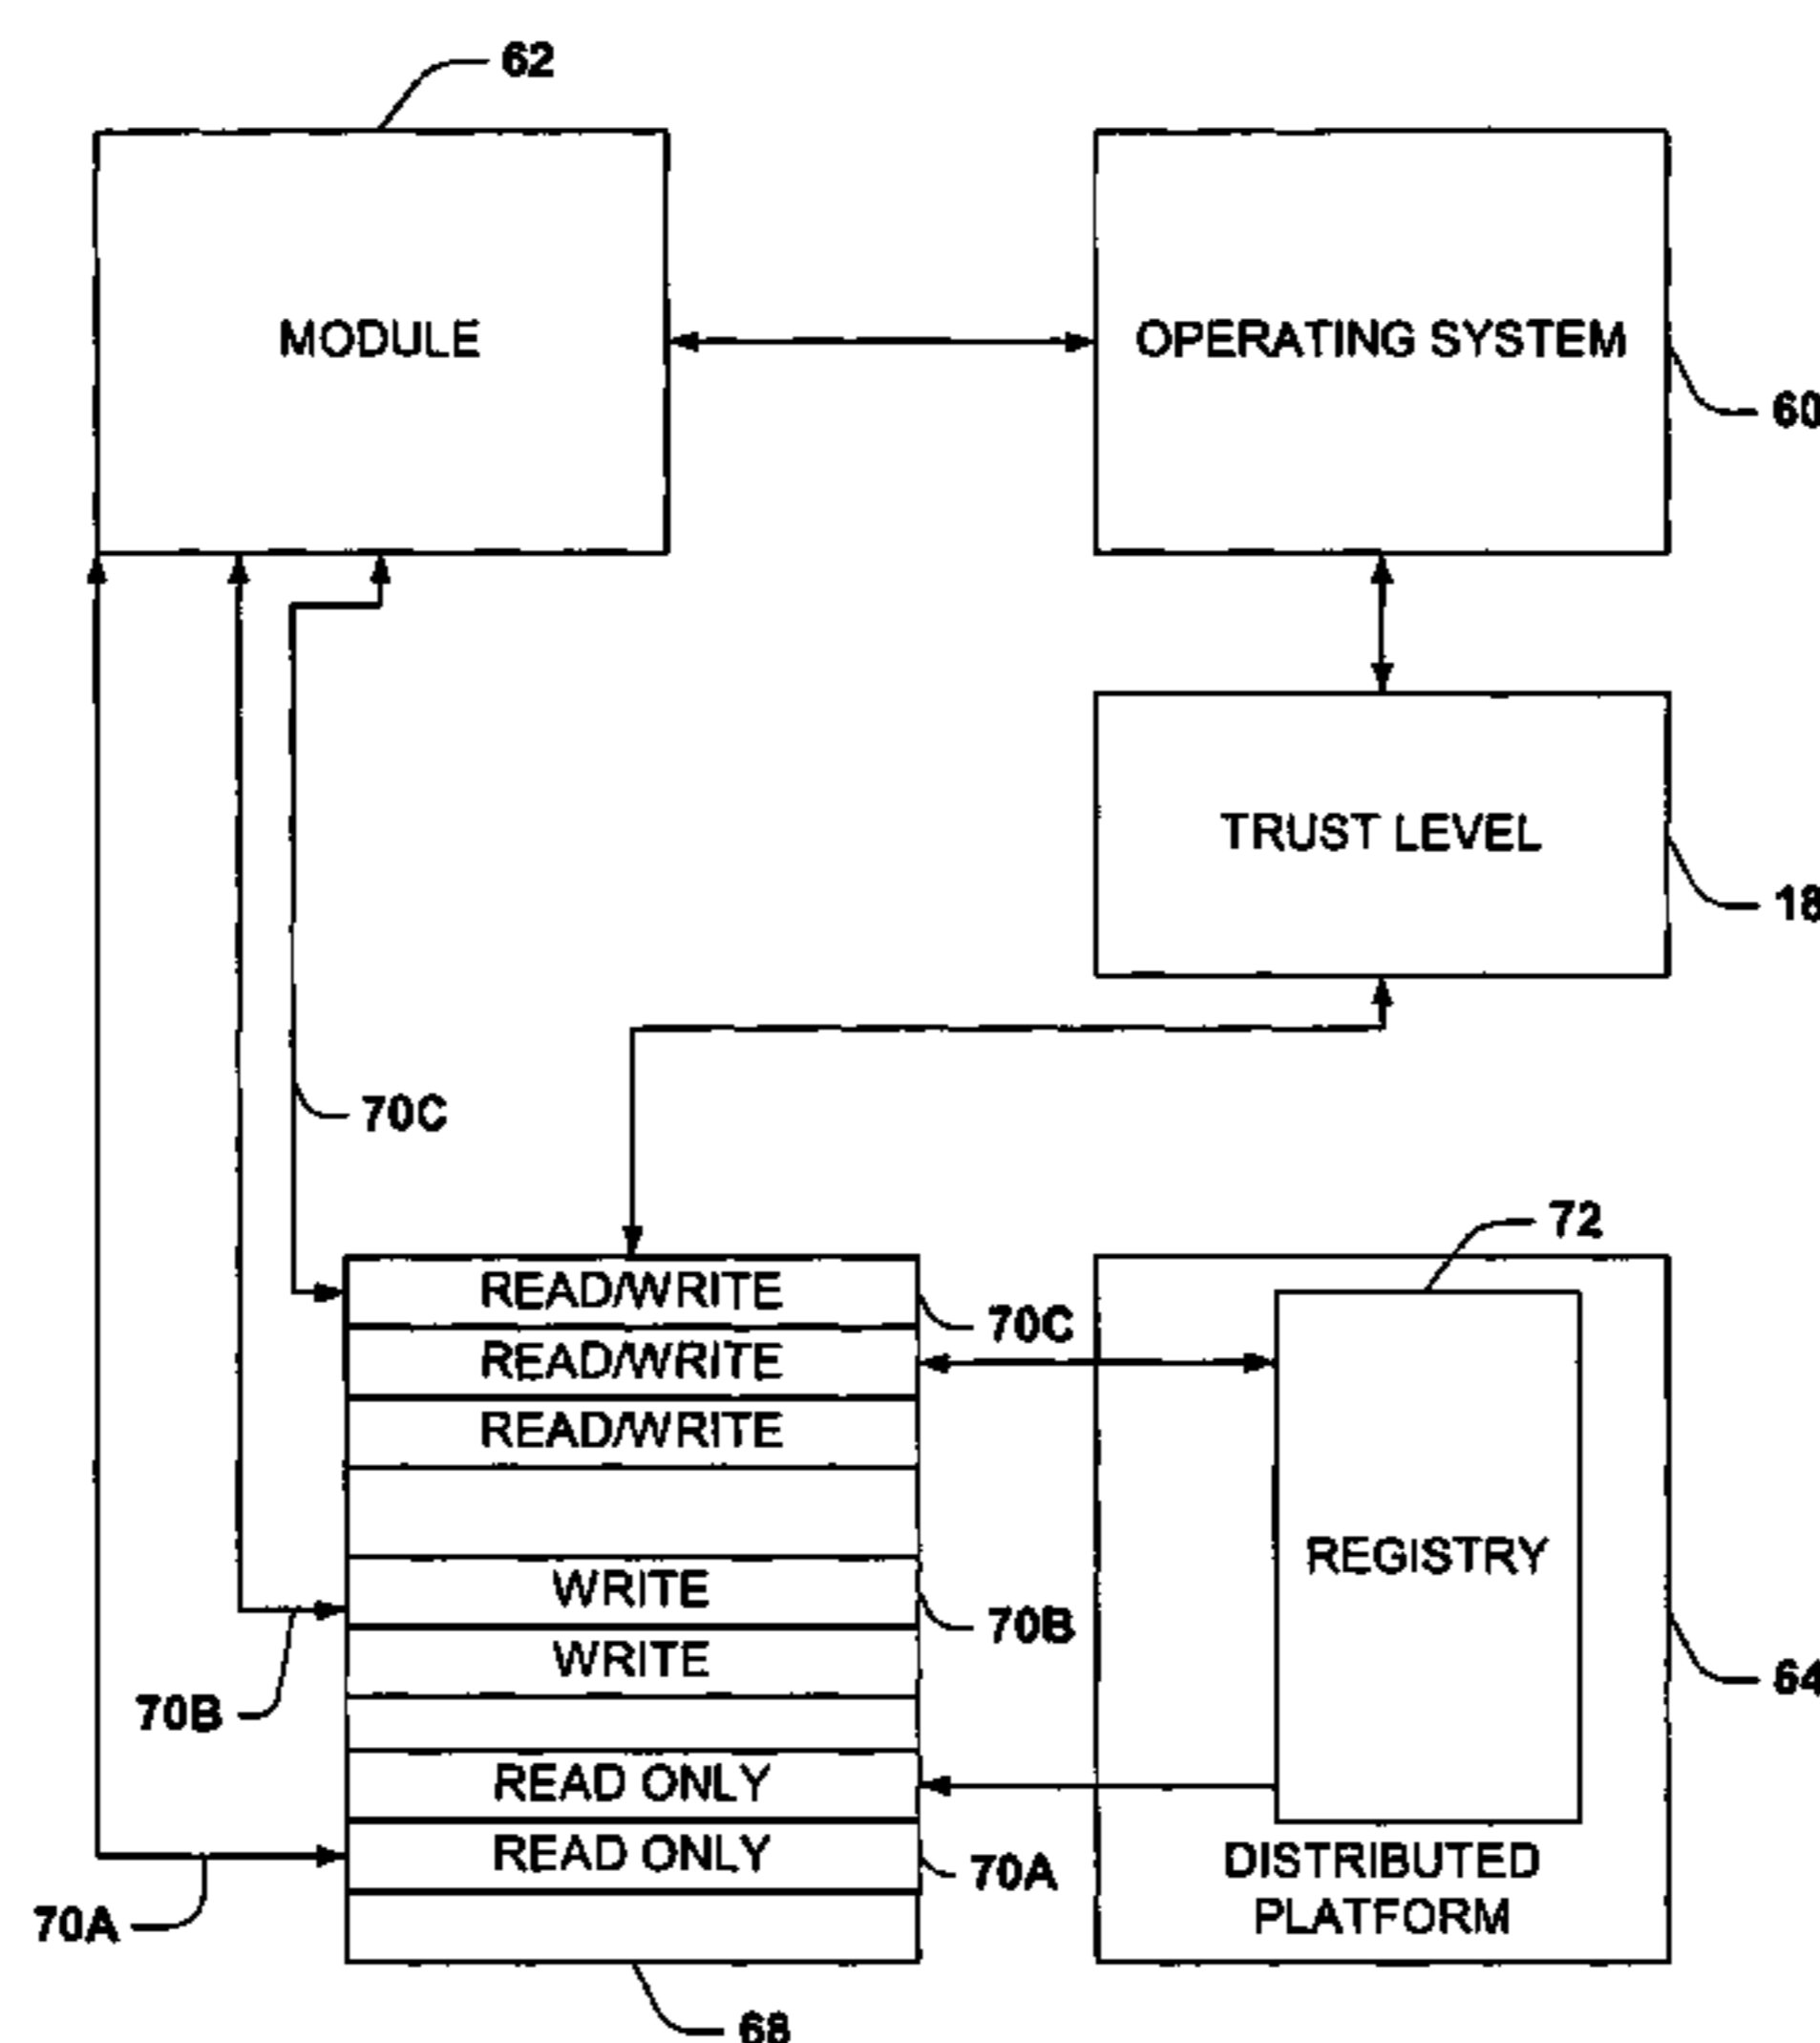 62
MODULE
OPERATING SYSTEM
60
TRUST LEVEL
18
70C
72
READ/WRITE
70C
READ/WRITE
READ/WRITE
REGISTRY
WRITE
70B
WRITE
64
70B
READ ONLY
READ ONLY
70A
DISTRIBUTED
PLATFORM
70A
68